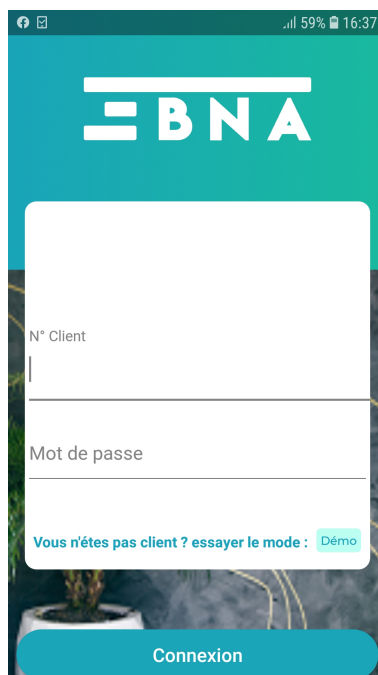 59% 16:37
BNA
N° Client
Mot de passe
Vous n'étes pas client ? essayer le mode : Démo
Connexion